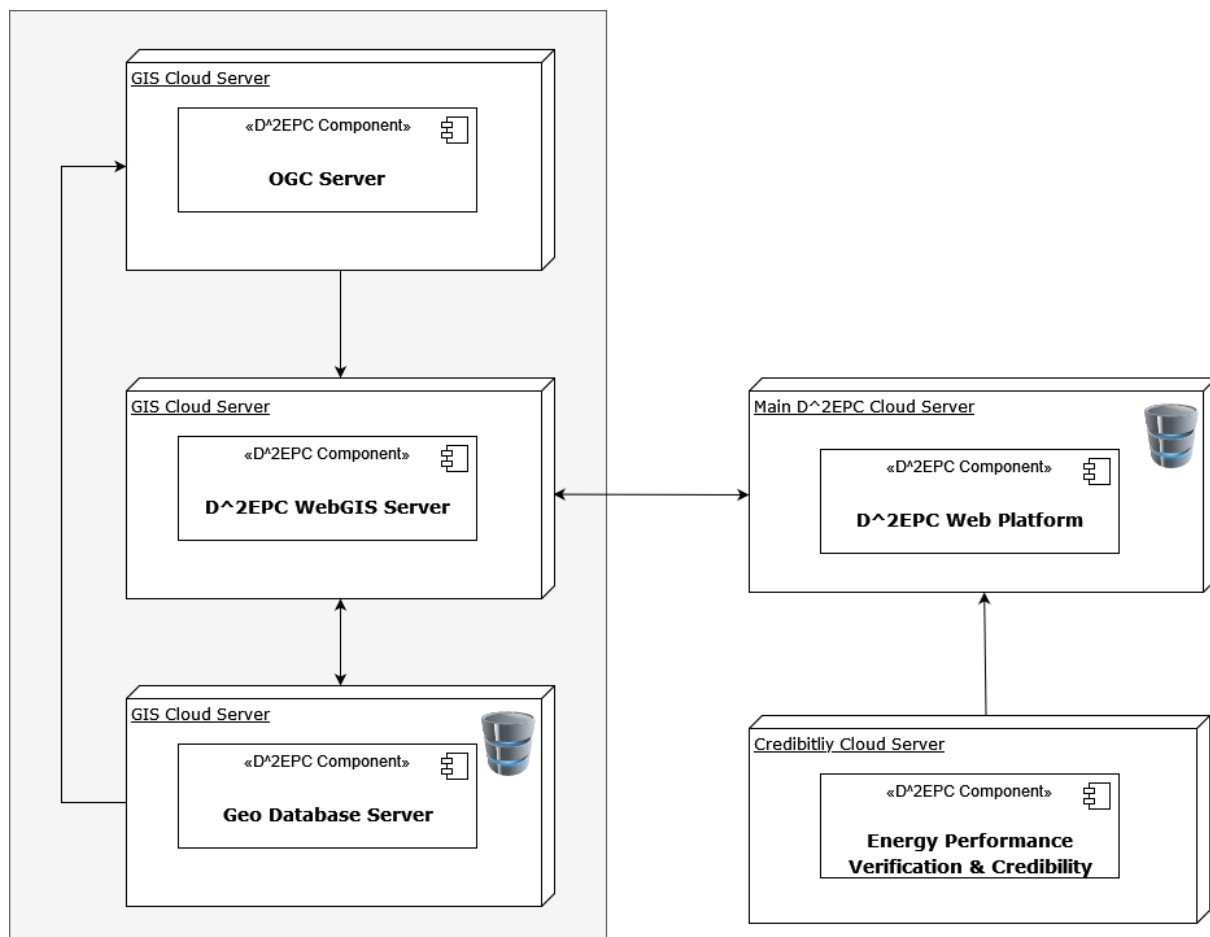 GIS Cloud Server
«D^2EPC Component»
OGC Server
GIS Cloud Server
«D^2EPC Component»
D^2EPC WebGIS Server
GIS Cloud Server
«D^2EPC Component»
Geo Database Server
Main D^2EPC Cloud Server
«D^2EPC Component»
D^2EPC Web Platform
Credibitliy Cloud Server
«D^2EPC Component»
Energy Performance
Verification & Credibility